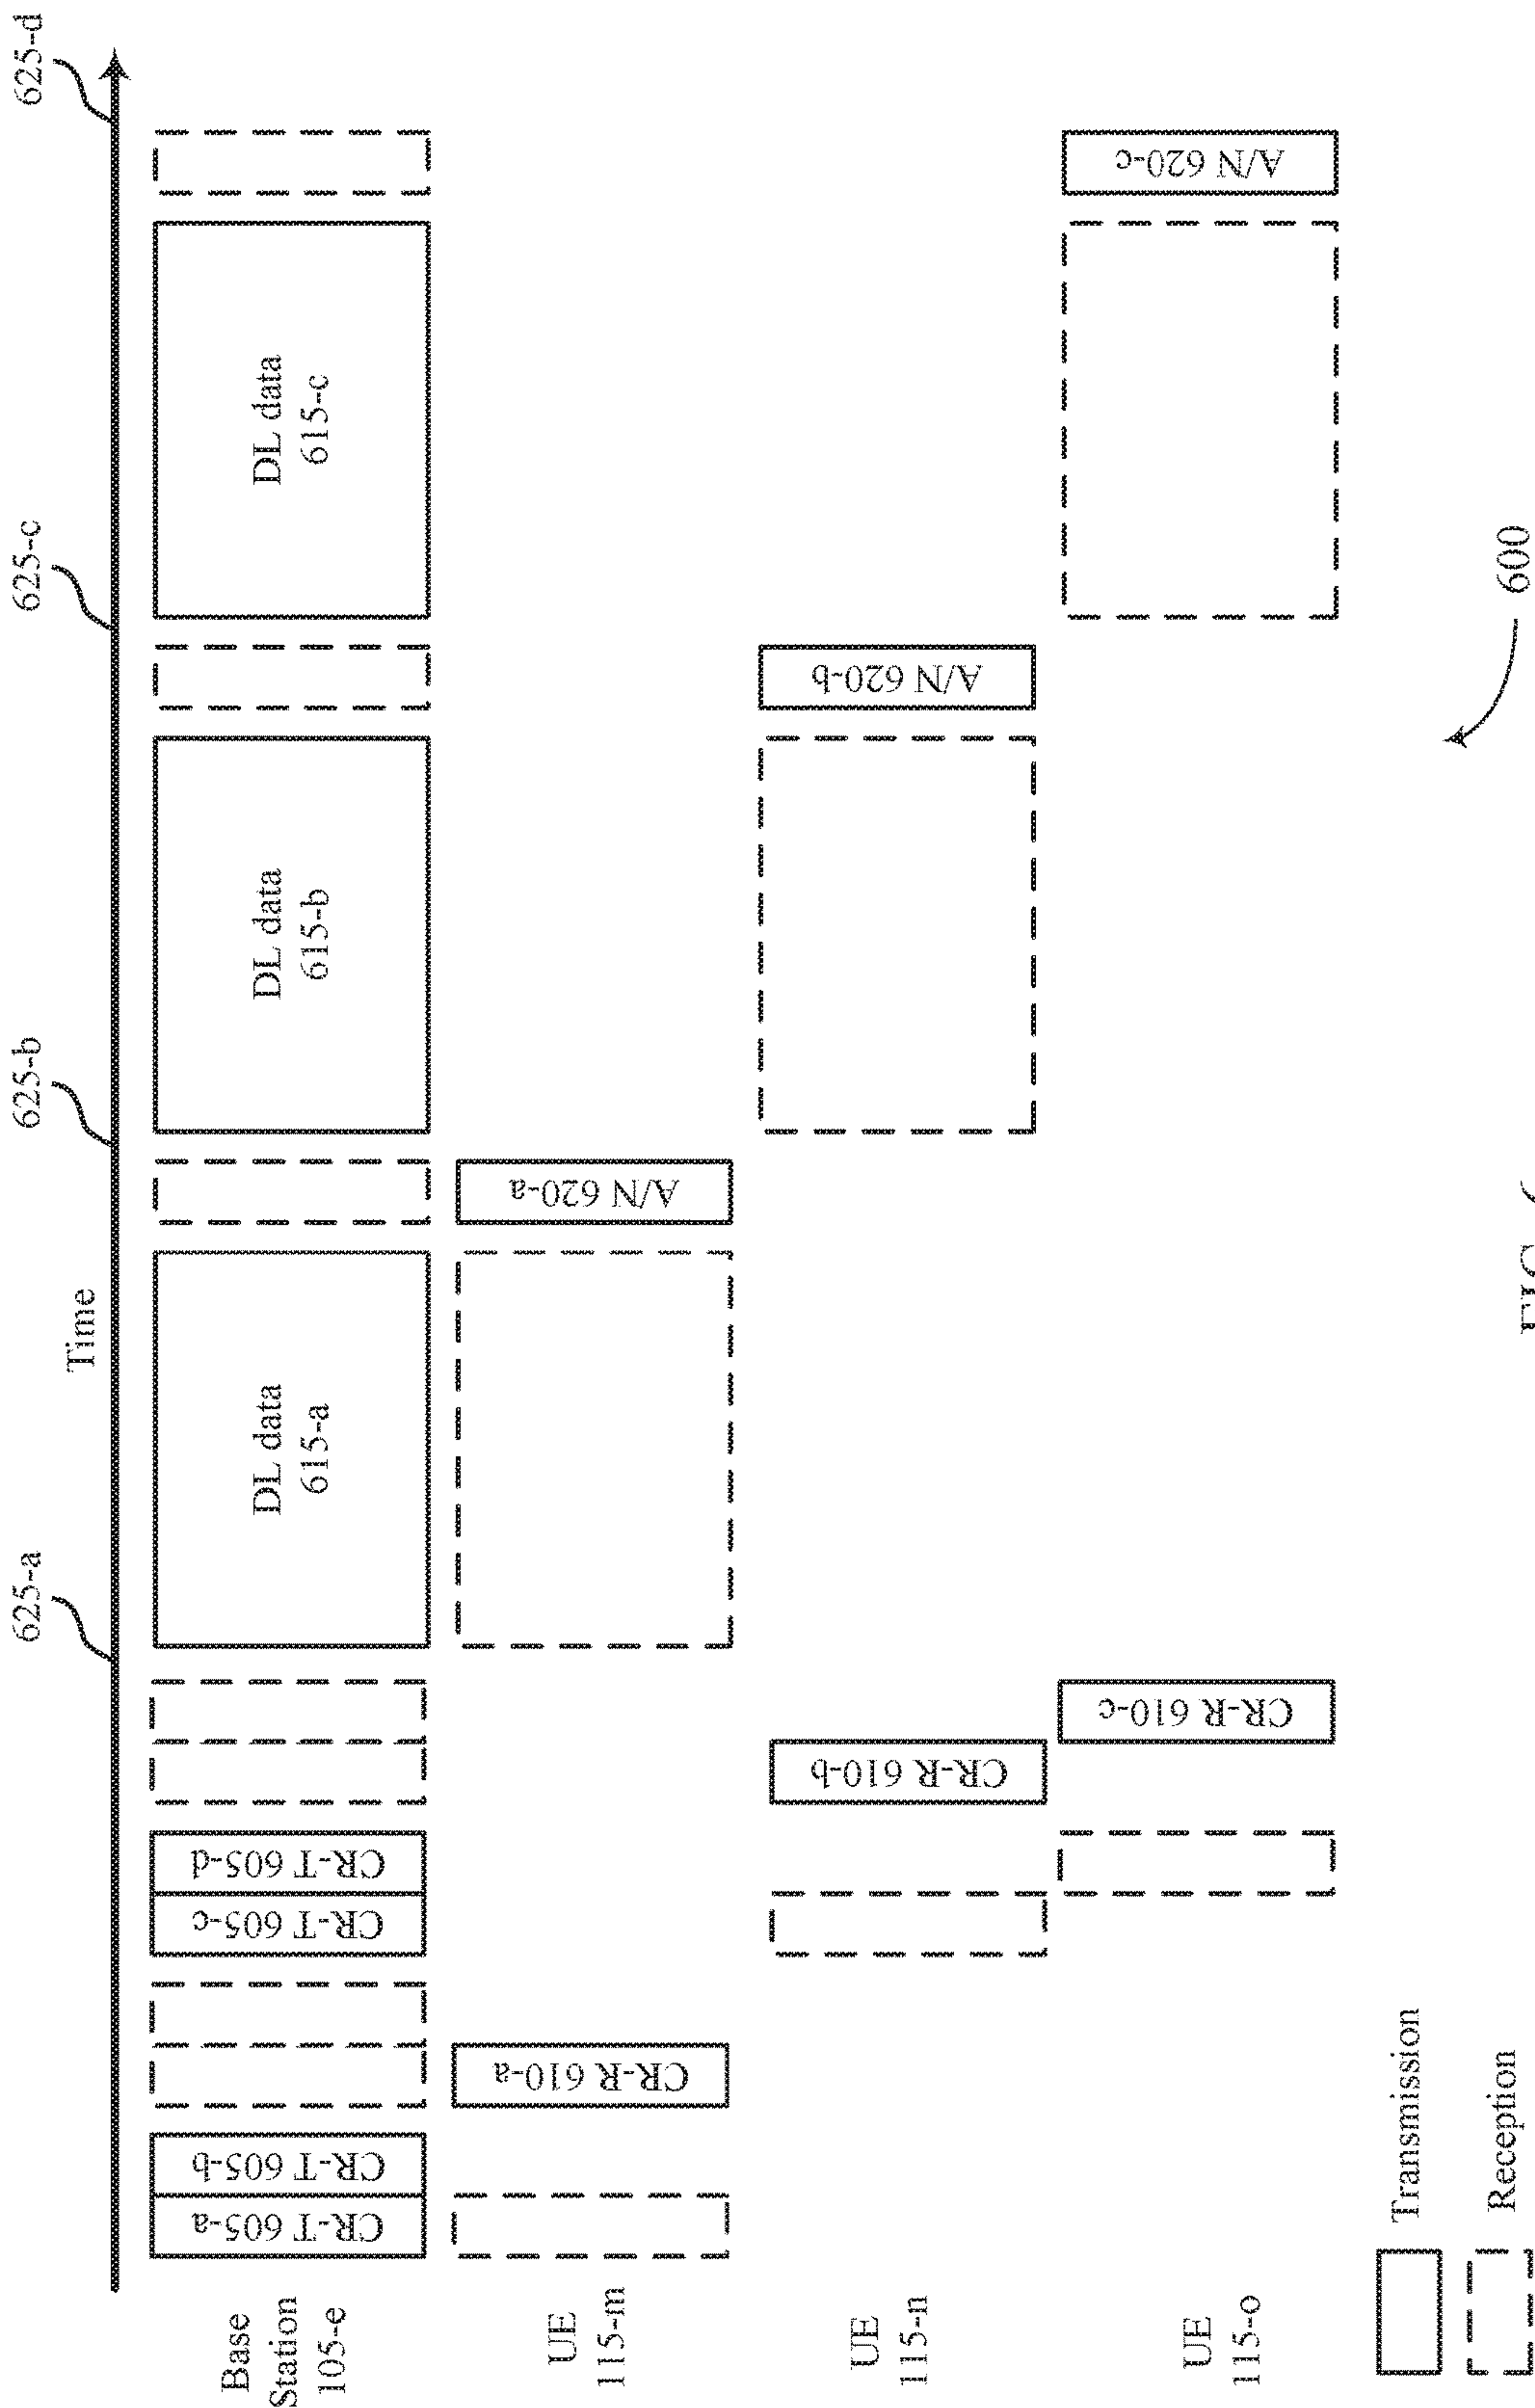 Time
625-a
625-b
625-c
625-d
Base
Station
105-e
CR-T 605-a
CR-T 605-b
CR-T 605-c
CR-T 605-d
DL data
615-a
DL data
615-b
DL data
615-c
UE
115-m
CR-R 610-a
A/N 620-a
UE
115-n
CR-R 610-b
A/N 620-b
UE
115-o
CR-R 610-c
A/N 620-c
Transmission
Reception
600